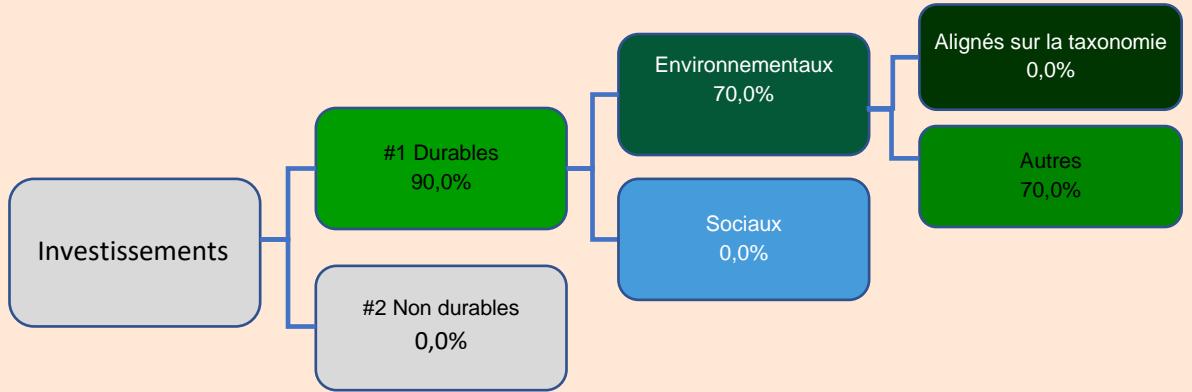 Investissements
#1 Durables
90,0%
#2 Non durables
0,0%
Environnementaux
70,0%
Sociaux
0,0%
Alignés sur la taxonomie
0,0%
Autres
70,0%